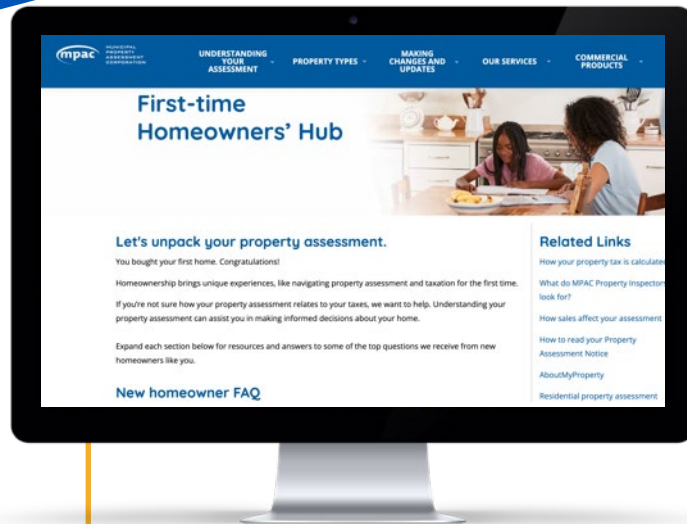 mpac
MUNICIPAL
PROPERTY
ASSESSMENT
CORPORATION
UNDERSTANDING
YOUR
ASSESSMENT
PROPERTY TYPES
MAKING
CHANGES AND
UPDATES
OUR SERVICES
COMMERCIAL
PRODUCTS
First-time
Homeowners' Hub
Let's unpack your property assessment.
You bought your first home. Congratulations!
Homeownership brings unique experiences, like navigating property assessment and taxation for the first time.
If you're not sure how your property assessment relates to your taxes, we want to help. Understanding your
property assessment can assist you in making informed decisions about your home.
Expand each section below for resources and answers to some of the top questions we receive from new
homeowners like you.
New homeowner FAQ
Related Links
How your property tax is calculated
What do MPAC Property Inspectors
look for?
How sales affect your assessment
How to read your Property
Assessment Notice
AboutMyProperty
Residential property assessment